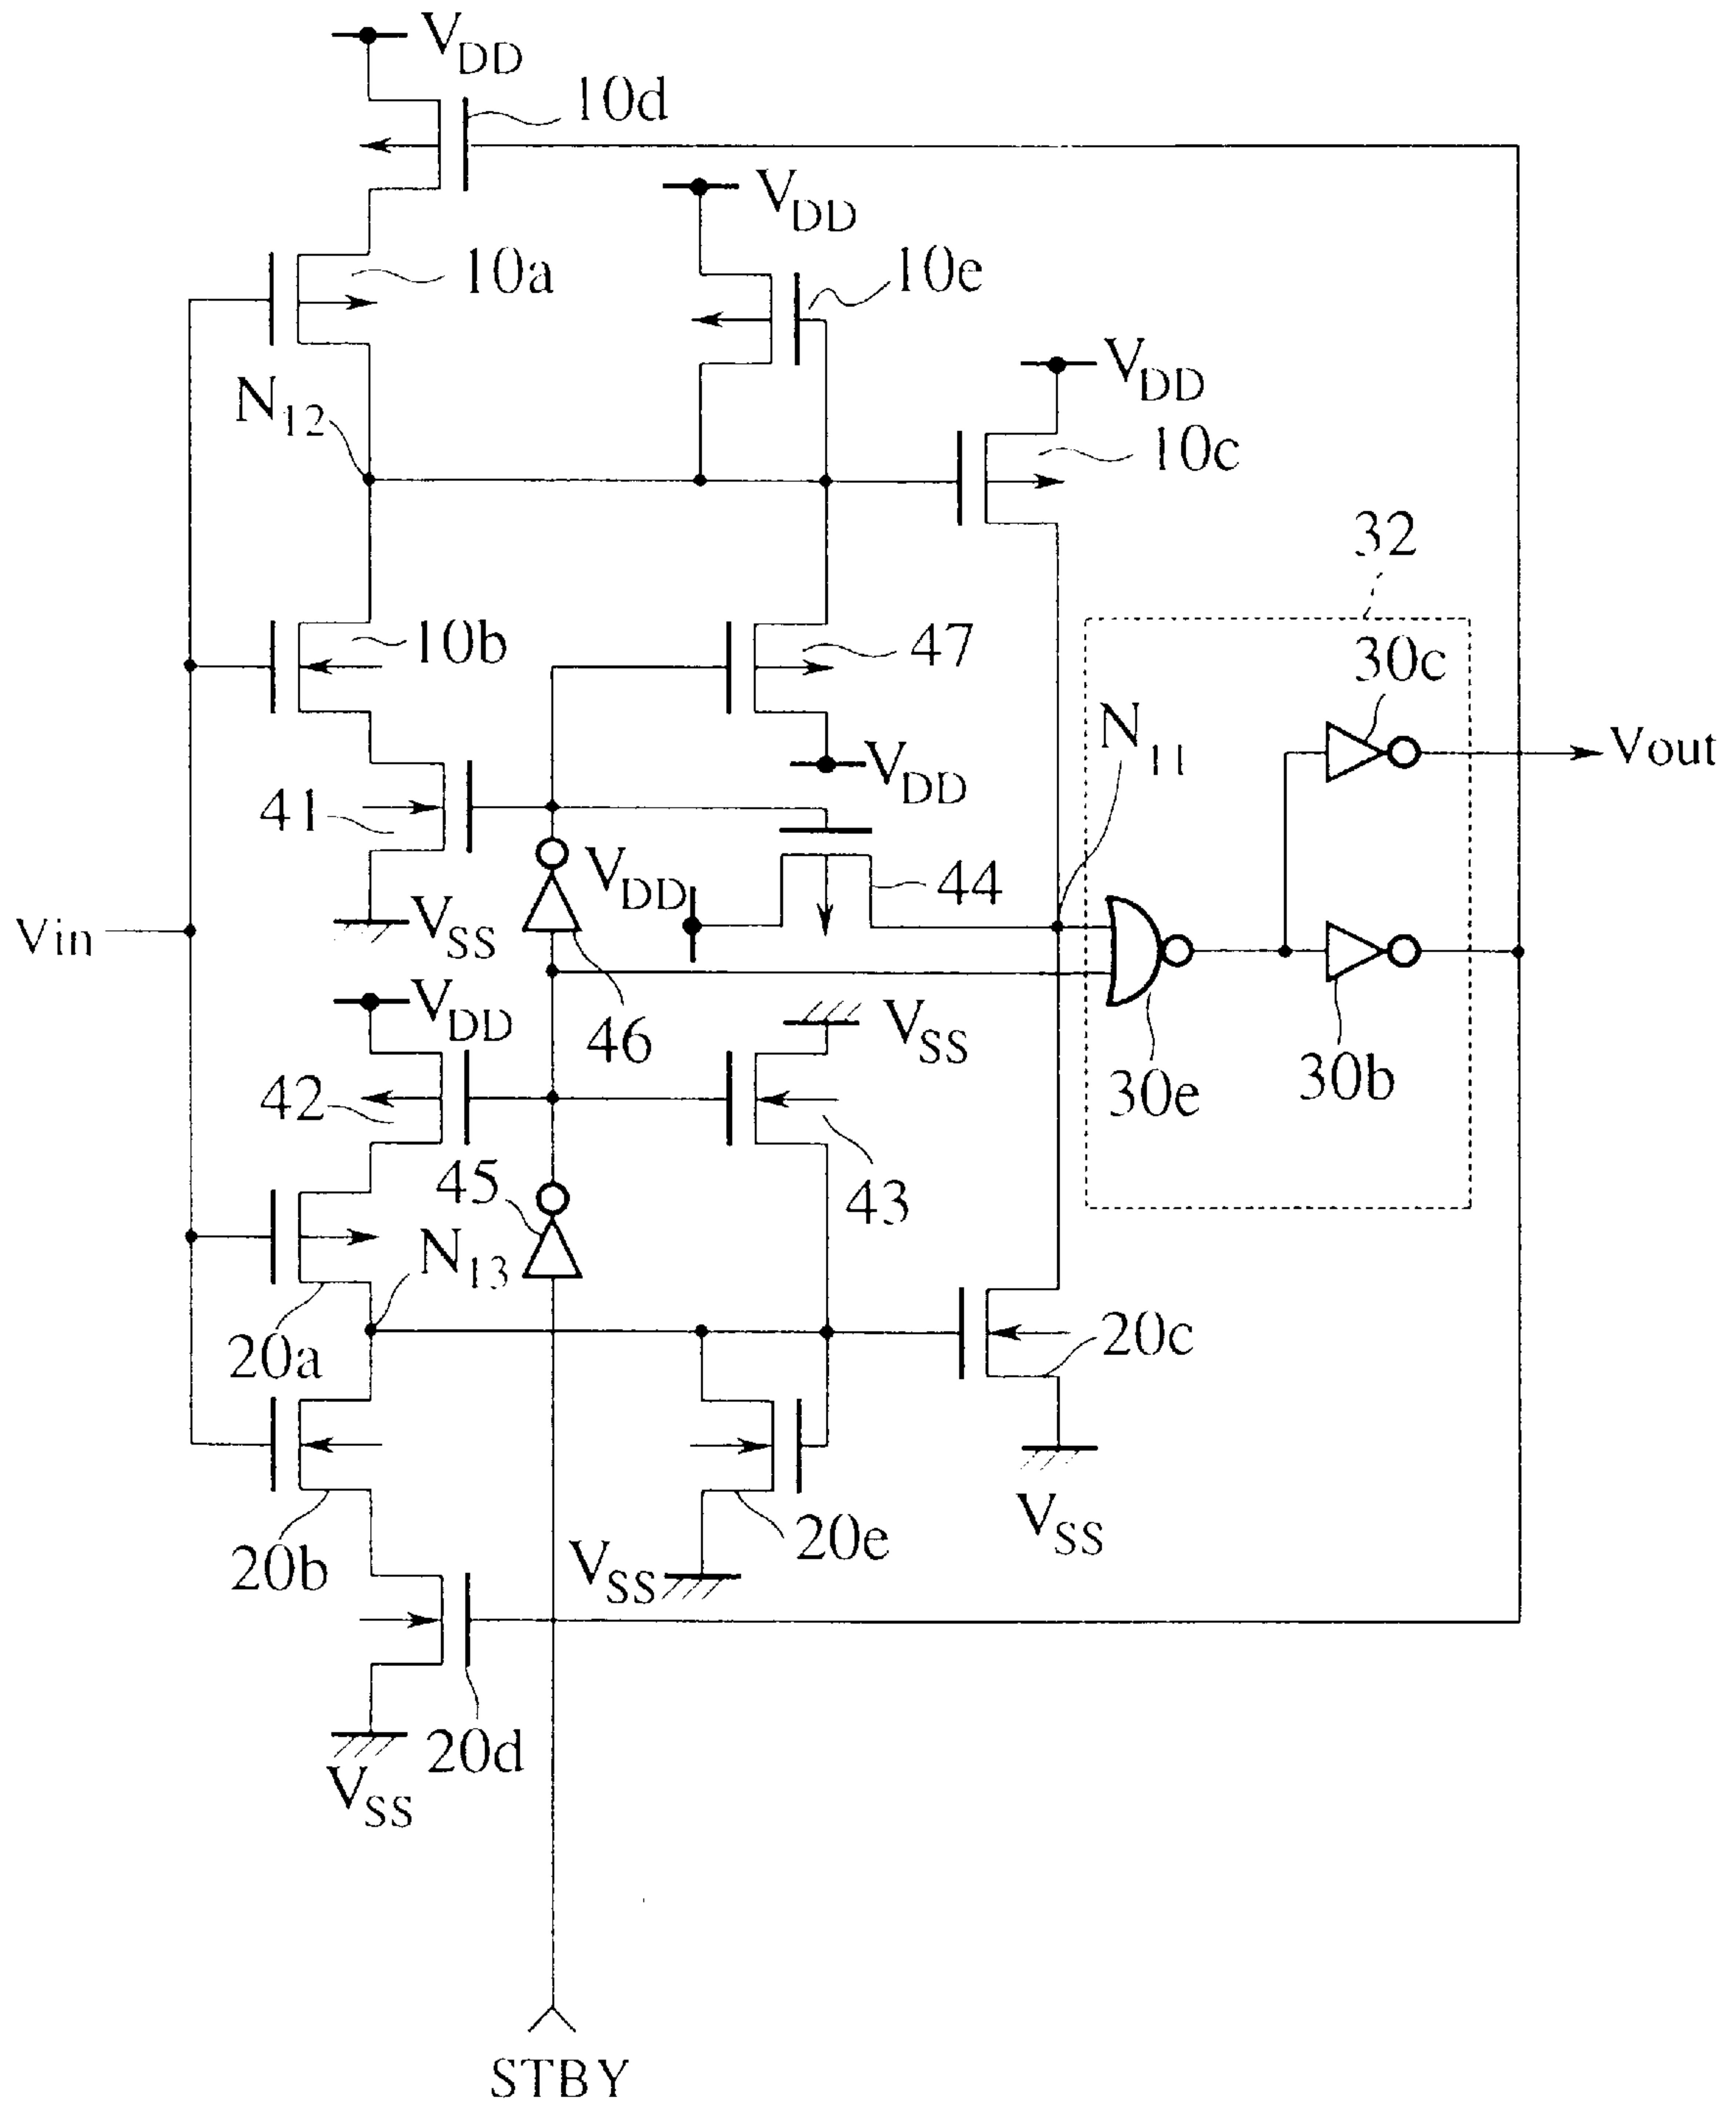 VDD
10d
VDD
10a
10e
N12
VDD
10c
32
10b
47
30c
N11
VDD
Vout
41
VDD
44
VSS
Vin
VDD
46
VSS
30e
30b
42
45
43
N13
20a
20c
20b
VSS
20e
VSS
20d
VSS
STBY